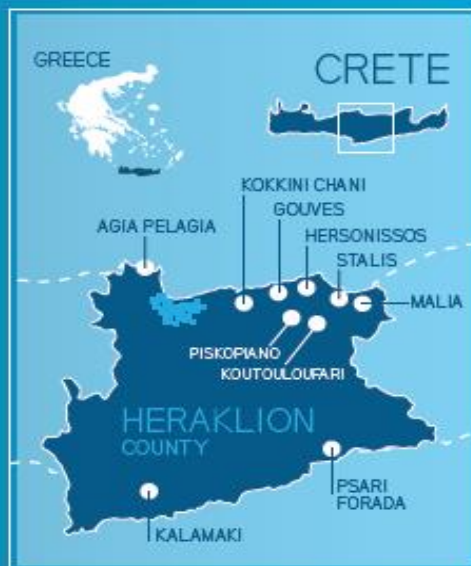 GREECE
CRETE
KOKKINI CHANI
GOUVES
AGIA PELAGIA
HERSONISSOS
STALIS
MALIA
PISKOPIANO
KOUTOULOUFARI
HERAKLION
COUNTY
PSARI
FORADA
KALAMAKI